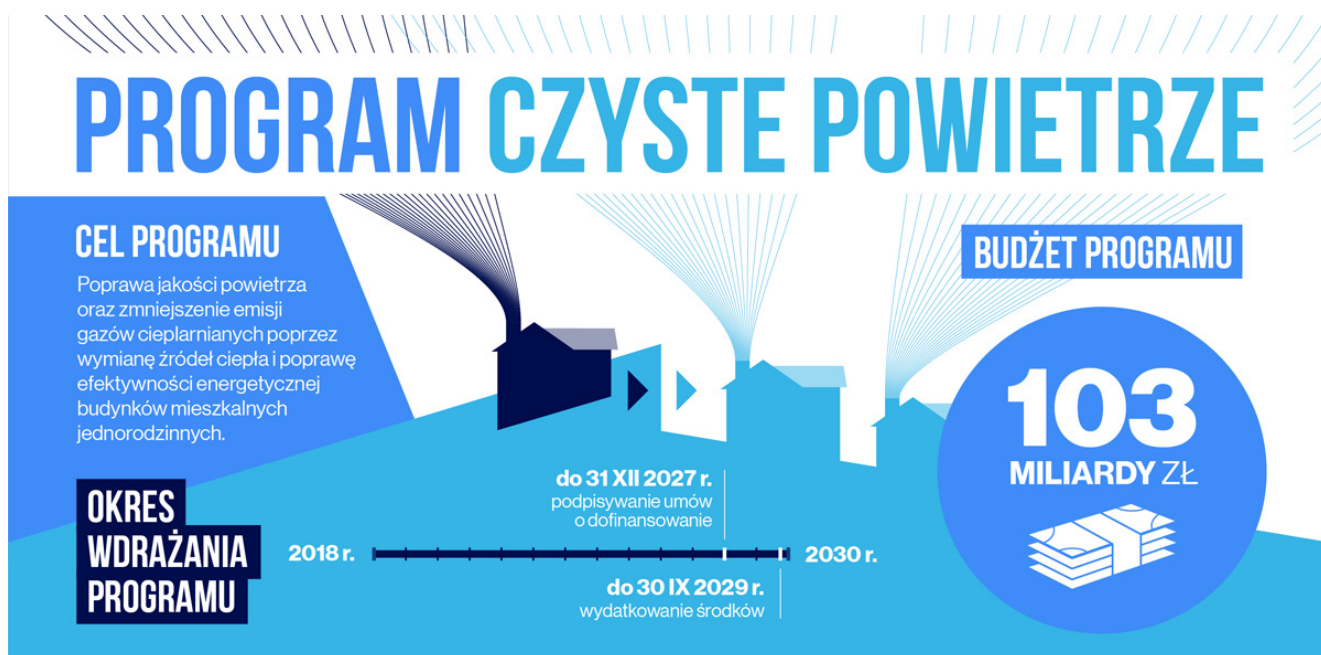 PROGRAM CZYSTE POWIETRZE
CEL PROGRAMU
Poprawa jakości powietrza
oraz zmniejszenie emisji
gazów cieplarnianych poprzez
wymianę źródeł ciepła i poprawę
efektywności energetycznej
budynków mieszkalnych
jednorodzinnych.
BUDŻET PROGRAMU
103
MILIARDY ZŁ
OKRES
WDRAŻANIA
PROGRAMU
do 31 XII 2027 r.
podpisywanie umów
o dofinansowanie
2018 r.
2030 r.
do 30 IX 2029 r.
wydatkowanie środków